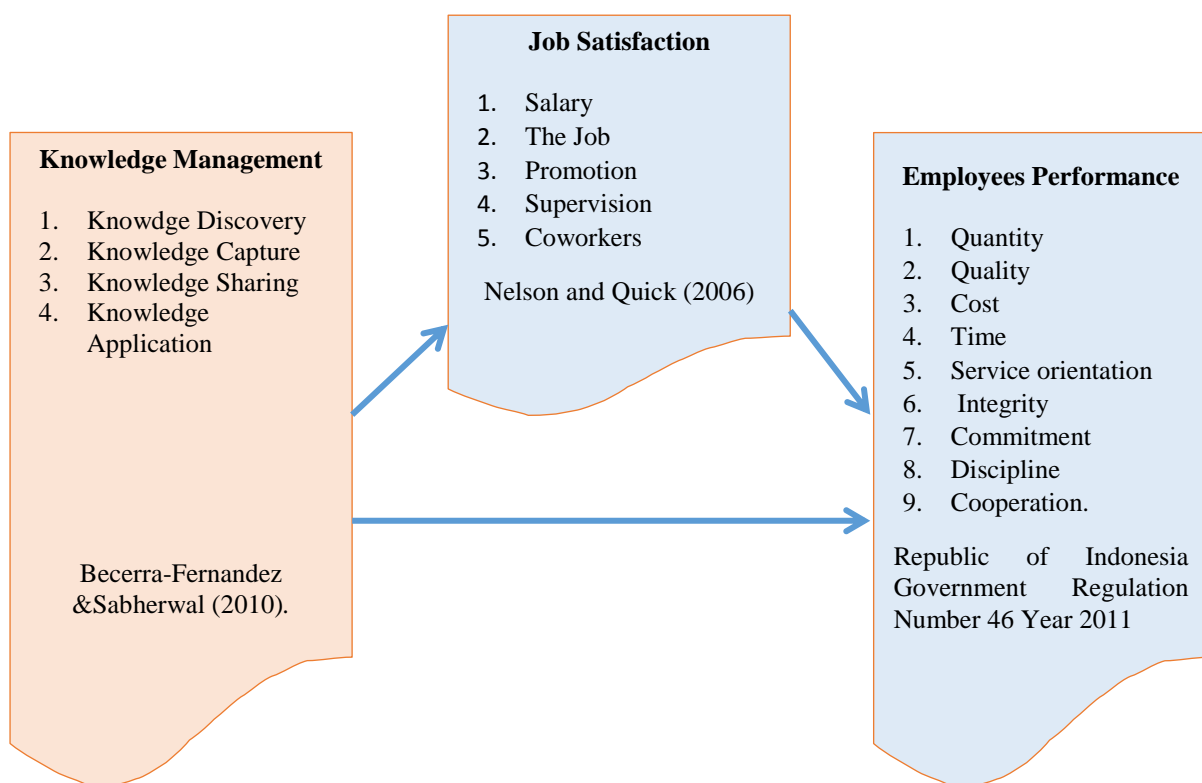 Job Satisfaction
1. Salary
2. The Job
3. Promotion
4. Supervision
5. Coworkers
Nelson and Quick (2006)
Knowledge Management
1. Knowdge Discovery
2. Knowledge Capture
3. Knowledge Sharing
4. Knowledge
Application
Becerra-Fernandez
&Sabherwal (2010).
Employees Performance
1. Quantity
2. Quality
3. Cost
4. Time
5. Service orientation
6. Integrity
7. Commitment
8. Discipline
9. Cooperation.
Republic of Indonesia
Government Regulation
Number 46 Year 2011